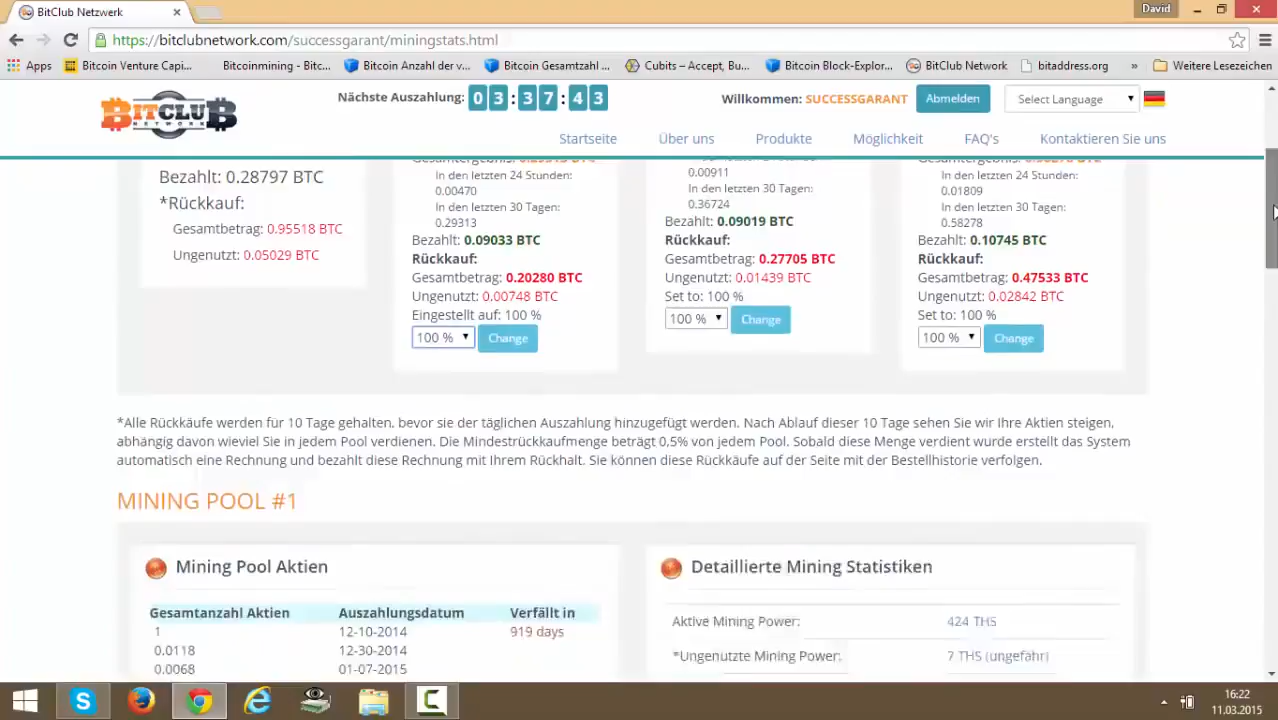 BitClub Netzwerk
David
https://bitclubnetwork.com/successgarant/miningstats.html
Apps
Bitcoin Venture Capi...
Bitcoinmining - Bitc...
Bitcoin Anzahl der v...
Bitcoin Gesamtzahl ...
Cubits – Accept, Bu...
Bitcoin Block-Explor...
BitClub Network
bitaddress.org
»
Weitere Lesezeichen
BITCLUB
NETWORK
Nächste Auszahlung: 03:37:43
Willkommen: SUCCESSGARANT
Abmelden
Select Language
Startseite
Über uns
Produkte
Möglichkeit
FAQ's
Kontaktieren Sie uns
Bezahlt: 0.28797 BTC
*Rückkauf:
Gesamtbetrag: 0.95518 BTC
Ungenutzt: 0.05029 BTC
In den letzten 24 Stunden:
0.00470
In den letzten 30 Tagen:
0.29313
Bezahlt: 0.09033 BTC
Rückkauf:
Gesamtbetrag: 0.20280 BTC
Ungenutzt: 0.00748 BTC
Eingestellt auf: 100 %
100 %
Change
0.00911
In den letzten 30 Tagen:
0.36724
Bezahlt: 0.09019 BTC
Rückkauf:
Gesamtbetrag: 0.27705 BTC
Ungenutzt: 0.01439 BTC
Set to: 100 %
100 %
Change
In den letzten 24 Stunden:
0.01809
In den letzten 30 Tagen:
0.58278
Bezahlt: 0.10745 BTC
Rückkauf:
Gesamtbetrag: 0.47533 BTC
Ungenutzt: 0.02842 BTC
Set to: 100 %
100 %
Change
*Alle Rückkäufe werden für 10 Tage gehalten, bevor sie der täglichen Auszahlung hinzugefügt werden. Nach Ablauf dieser 10 Tage sehen Sie wir Ihre Aktien steigen,
abhängig davon wieviel Sie in jedem Pool verdienen. Die Mindestrückkaufmenge beträgt 0,5% von jedem Pool. Sobald diese Menge verdient wurde erstellt das System
automatisch eine Rechnung und bezahlt diese Rechnung mit Ihrem Rückhalt. Sie können diese Rückkäufe auf der Seite mit der Bestellhistorie verfolgen.
MINING POOL #1
Mining Pool Aktien
Gesamtanzahl Aktien Auszahlungsdatum Verfällt in
1 12-10-2014 919 days
0.0118 12-30-2014
0.0068 01-07-2015
Detaillierte Mining Statistiken
Aktive Mining Power: 424 THS
*Ungenutzte Mining Power: 7 THS (ungefähr)
16:22
11.03.2015